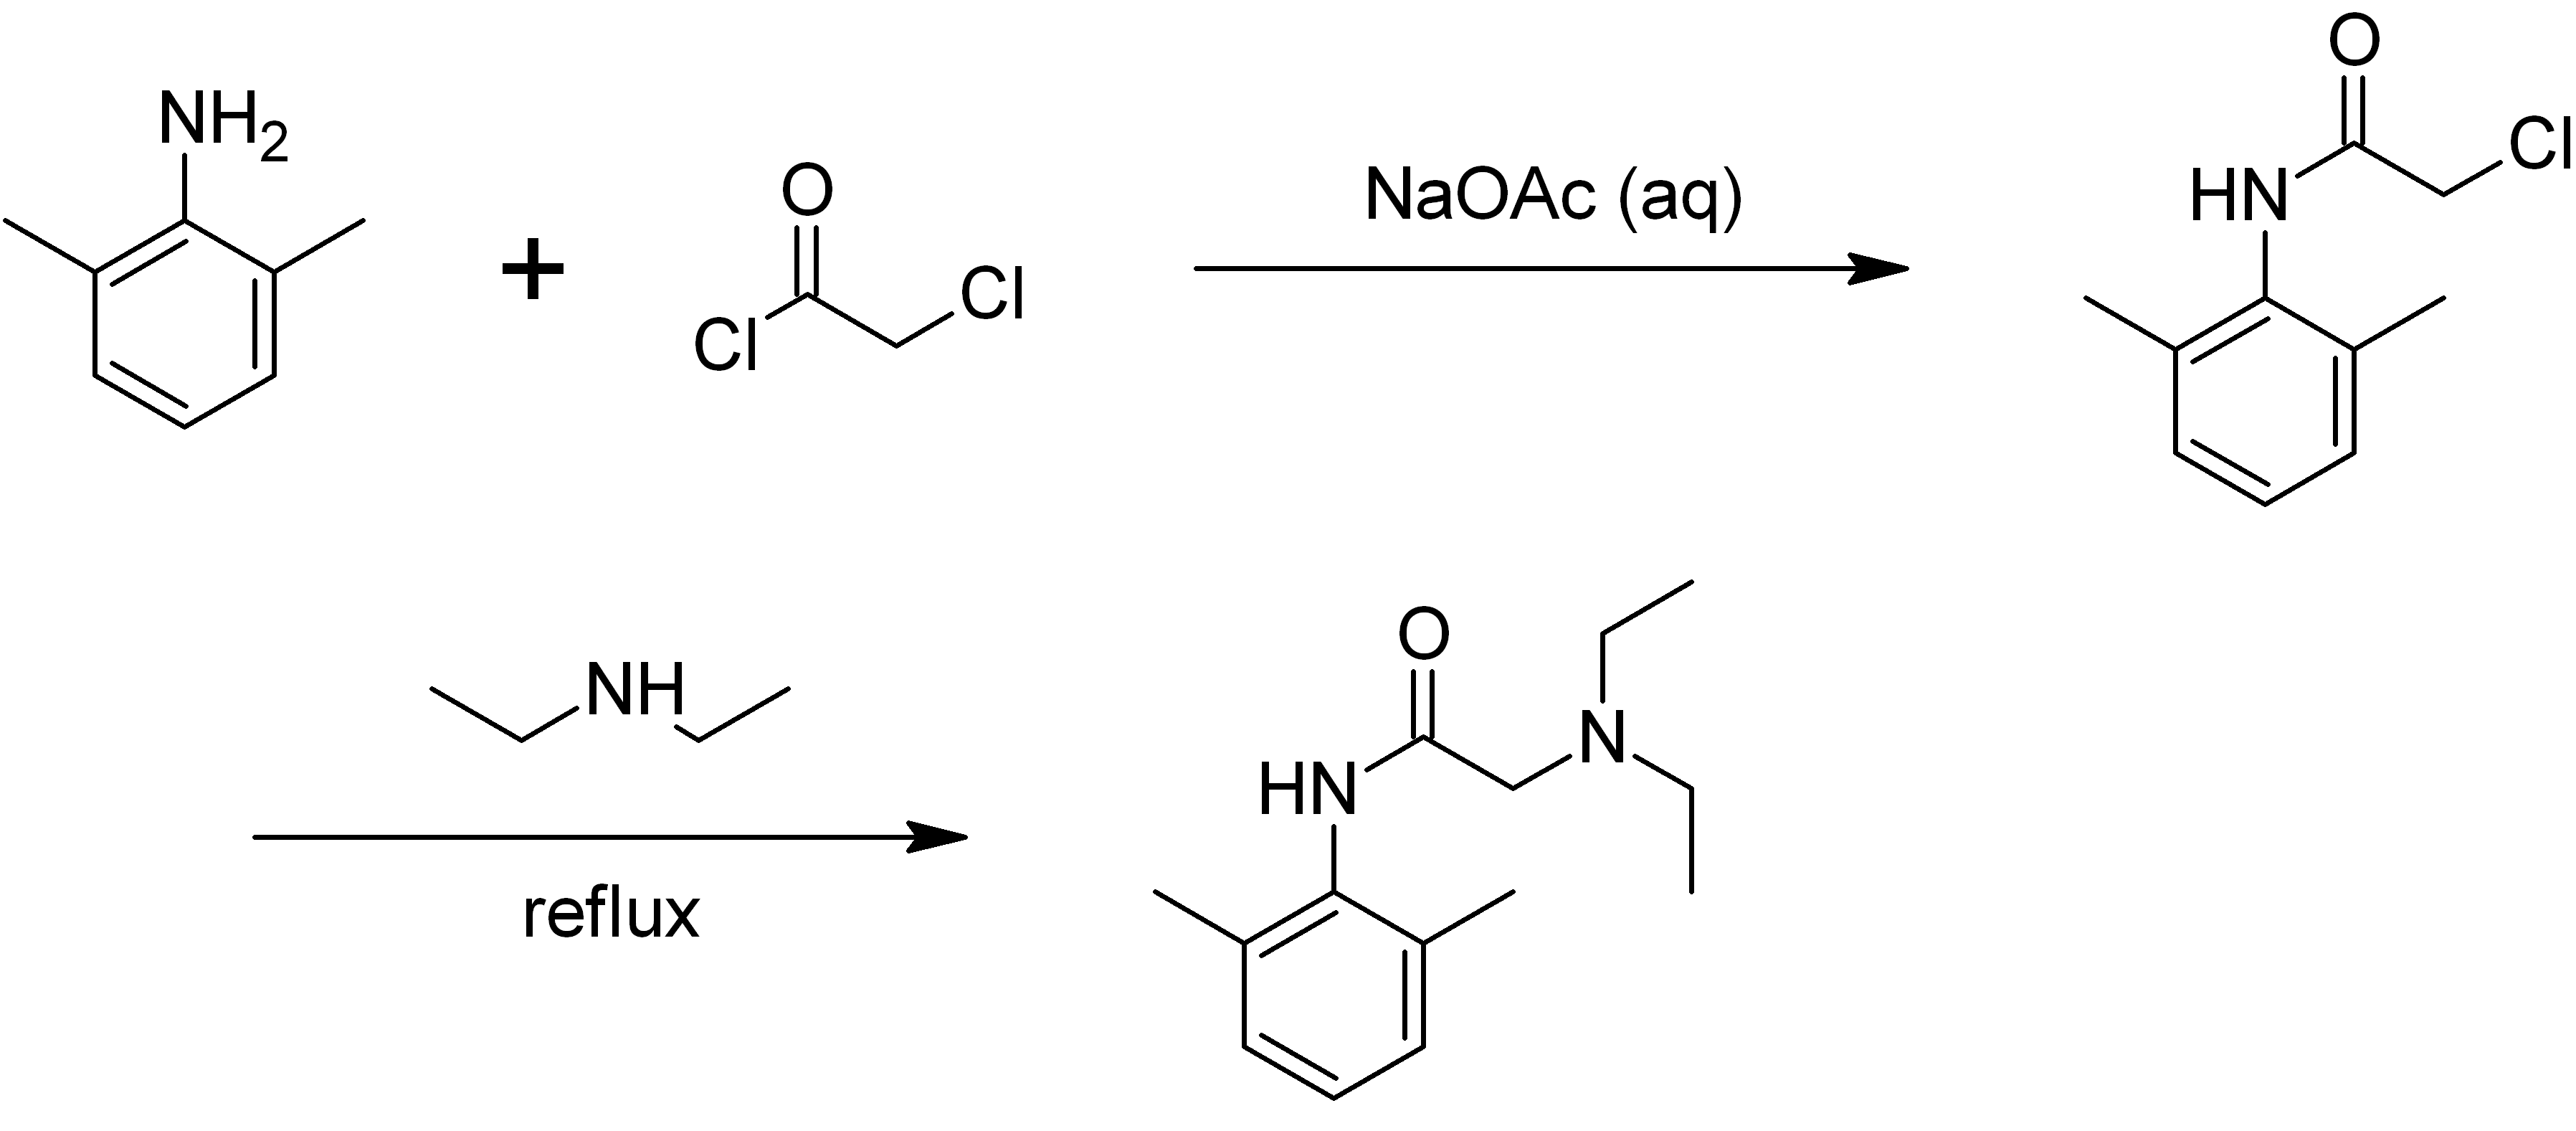 NH2
O
Cl
Cl
+
NaOAc (aq)
O
Cl
HN
NH
reflux
O
N
HN